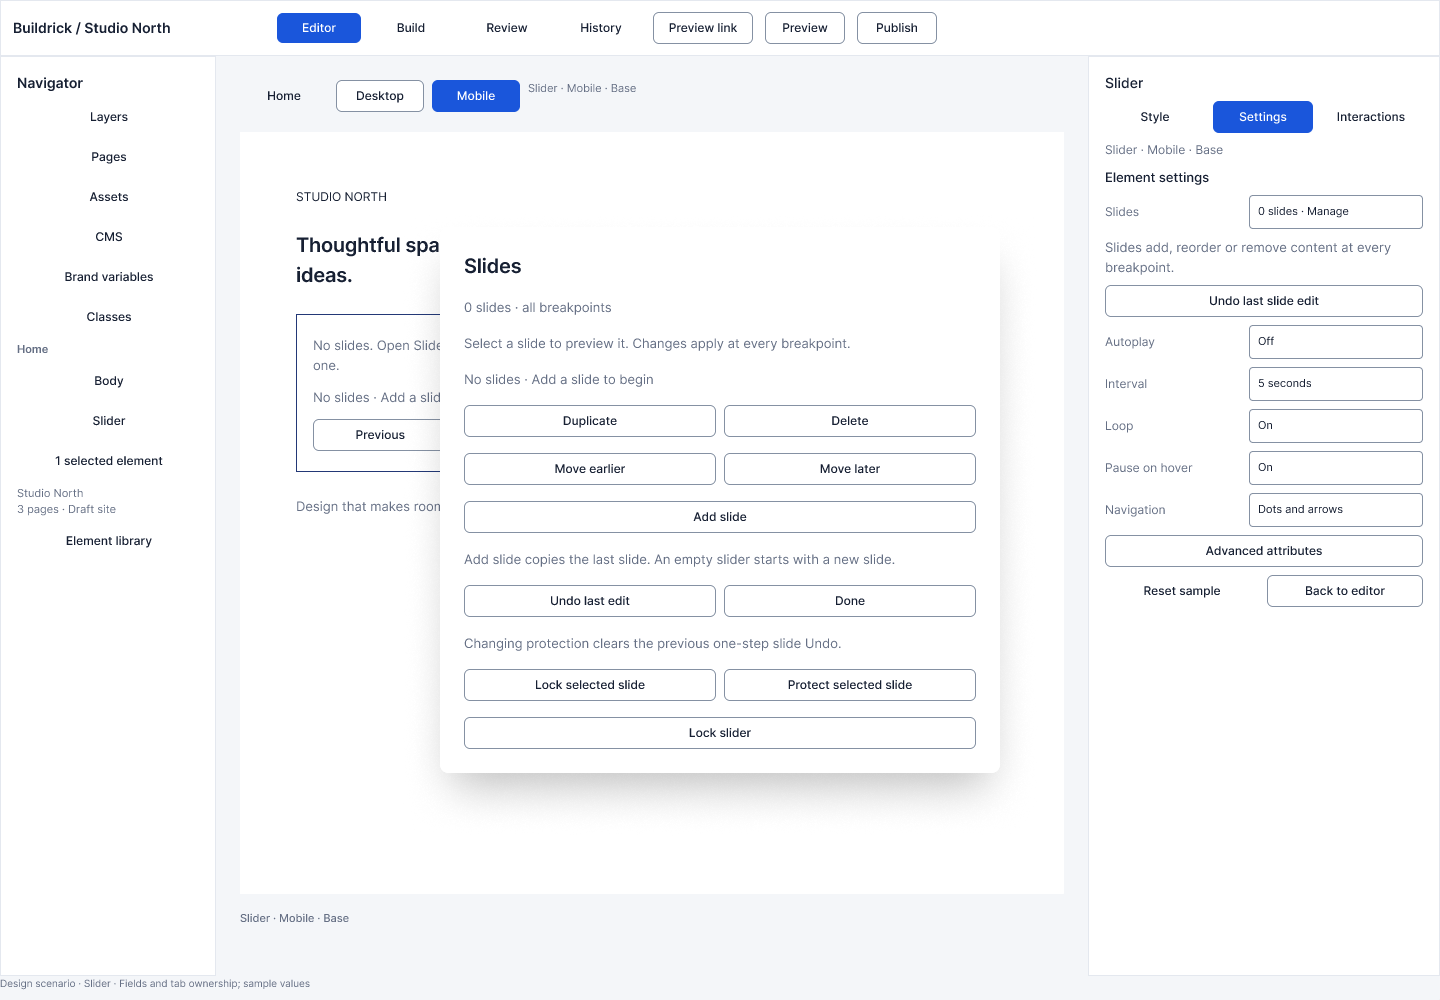 Buildrick / Studio North
Editor
Build
Review
History
Preview link
Preview
Publish
Navigator
Layers
Pages
Assets
CMS
Brand variables
Classes
Home
Body
Slider
1 selected element
Studio North
3 pages · Draft site
Element library
Home
Desktop
Mobile
Slider · Mobile · Base
STUDIO NORTH
Thoughtful spa
ideas.
No slides. Open Slide
one.
No slides · Add a slid
Previous
Design that makes room
Slides
0 slides · all breakpoints
Select a slide to preview it. Changes apply at every breakpoint.
No slides · Add a slide to begin
Duplicate
Delete
Move earlier
Move later
Add slide
Add slide copies the last slide. An empty slider starts with a new slide.
Undo last edit
Done
Changing protection clears the previous one-step slide Undo.
Lock selected slide
Protect selected slide
Lock slider
Slider · Mobile · Base
Slider
Style
Settings
Interactions
Slider · Mobile · Base
Element settings
Slides
0 slides · Manage
Slides add, reorder or remove content at every
breakpoint.
Undo last slide edit
Autoplay
Off
Interval
5 seconds
Loop
On
Pause on hover
On
Navigation
Dots and arrows
Advanced attributes
Reset sample
Back to editor
Design scenario · Slider · Fields and tab ownership; sample values